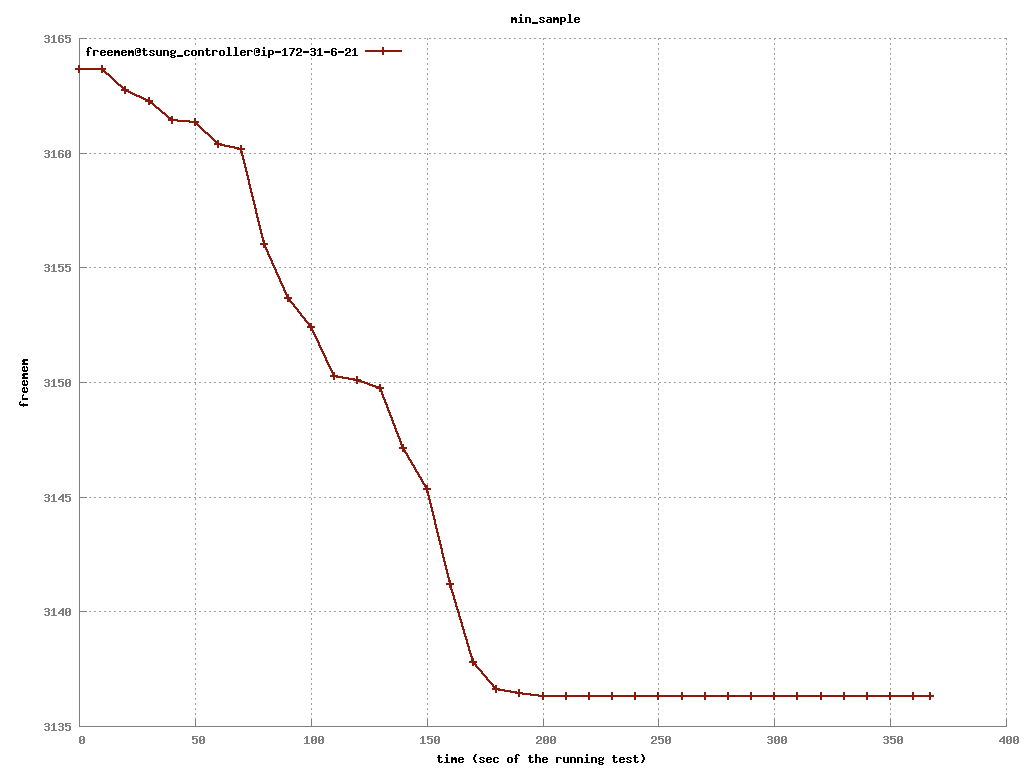 min_sample
3165
freemem@tsung_controller@ip-172-31-6-21
3160
3155
3150
freemem
3145
3140
3135
0 50 100 150 200 250 300 350 400
time (sec of the running test)